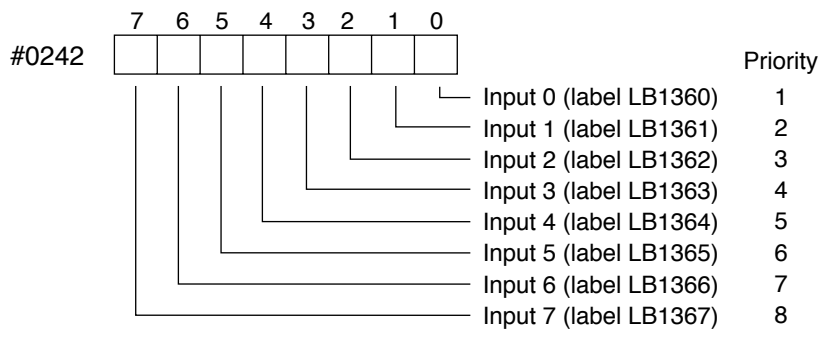 7 6 5 4 3 2 1 0
#0242
Priority
Input 0 (label LB1360) 1
Input 1 (label LB1361) 2
Input 2 (label LB1362) 3
Input 3 (label LB1363) 4
Input 4 (label LB1364) 5
Input 5 (label LB1365) 6
Input 6 (label LB1366) 7
Input 7 (label LB1367) 8